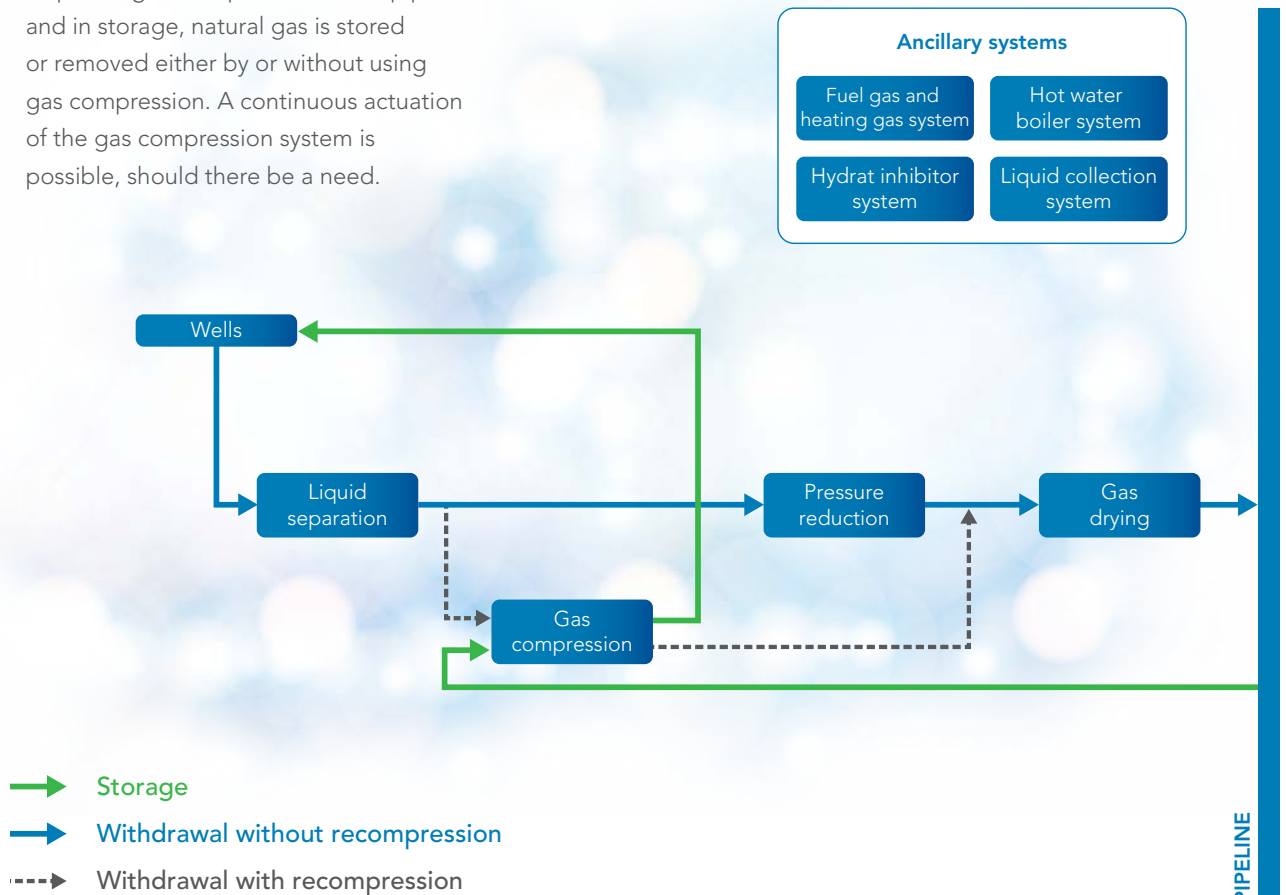 and in storage, natural gas is stored
or removed either by or without using
gas compression. A continuous actuation
of the gas compression system is
possible, should there be a need.
Ancillary systems
Fuel gas and
heating gas system
Hot water
boiler system
Hydrat inhibitor
system
Liquid collection
system
Wells
Liquid
separation
Pressure
reduction
Gas
drying
Gas
compression
Storage
Withdrawal without recompression
Withdrawal with recompression
PIPELINE